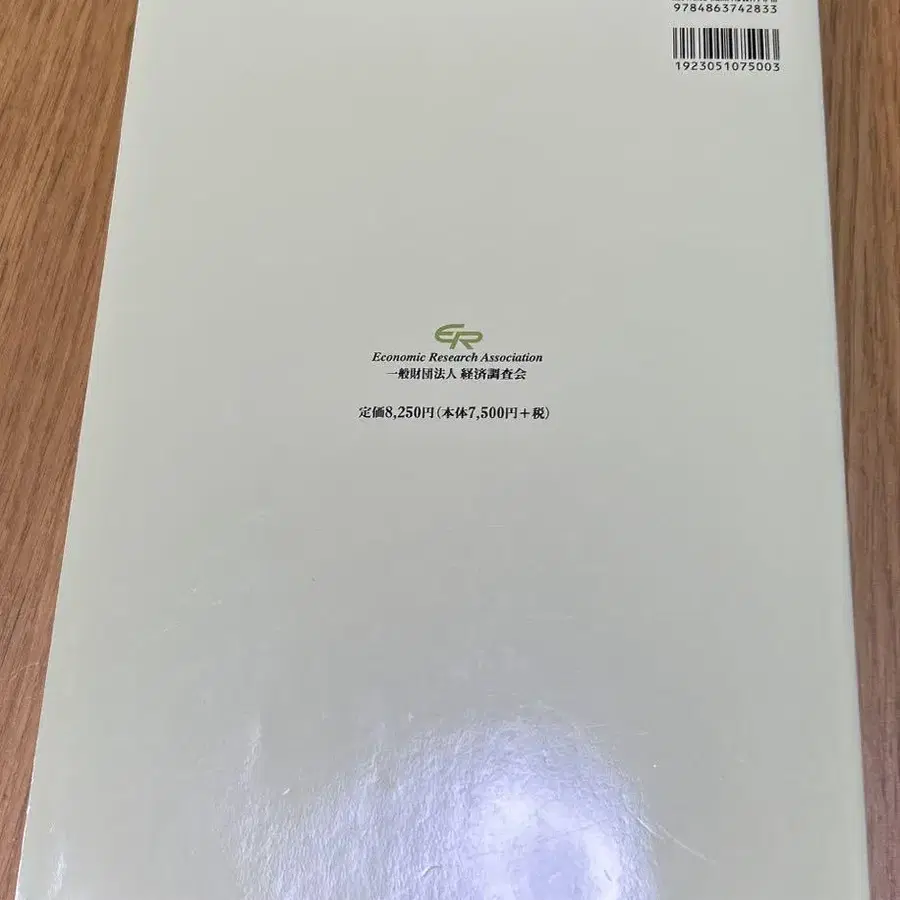 9784863742833
1923051075003
ER
Economic Research Association
一般財団法人 経済調査会
定価8,250円(本体7,500円+税)